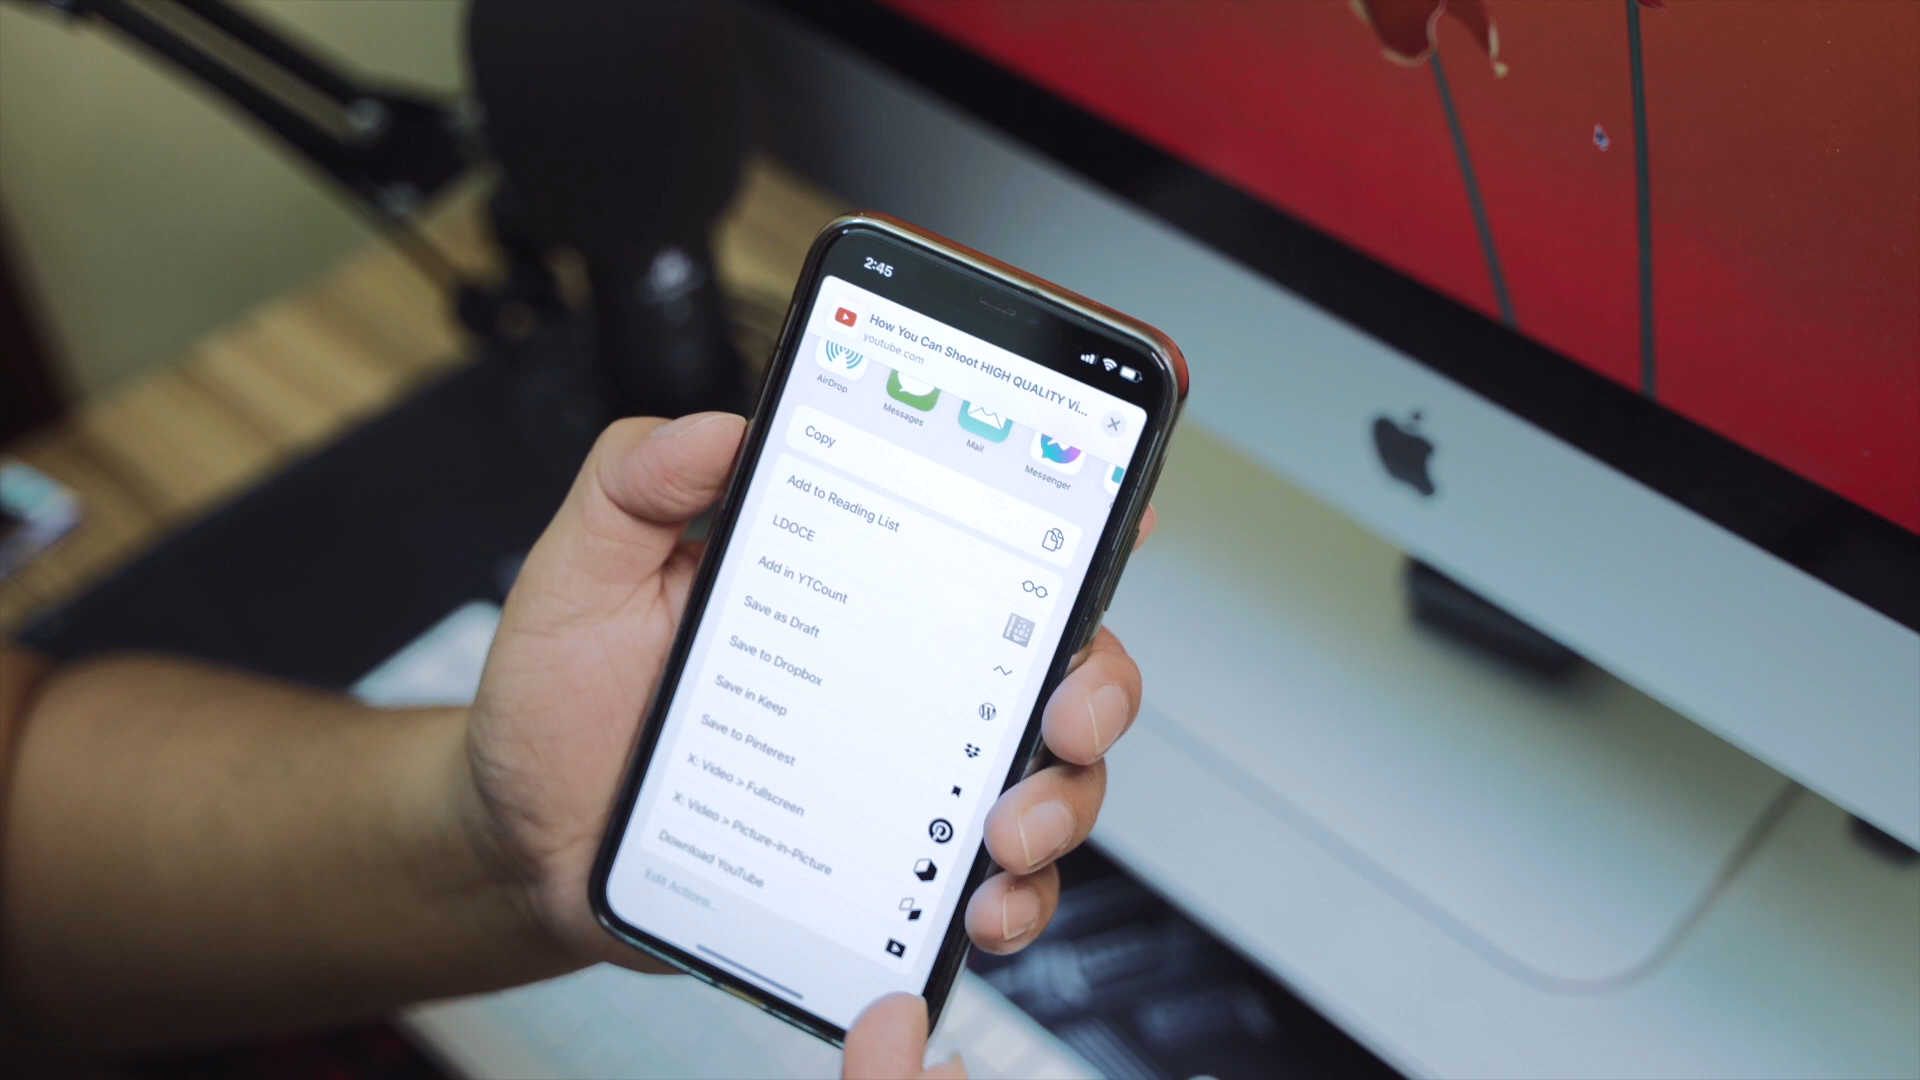 2:45
How You Can Shoot HIGH QUALITY Vi...
youtube.com
AirDrop
Messages
Mail
Messenger
Copy
Add to Reading List
LDOCE
Add in YTCount
Save as Draft
Save to Dropbox
Save in Keep
Save to Pinterest
X: Video > Fullscreen
X: Video > Picture-in-Picture
Download YouTube
Edit Actions...